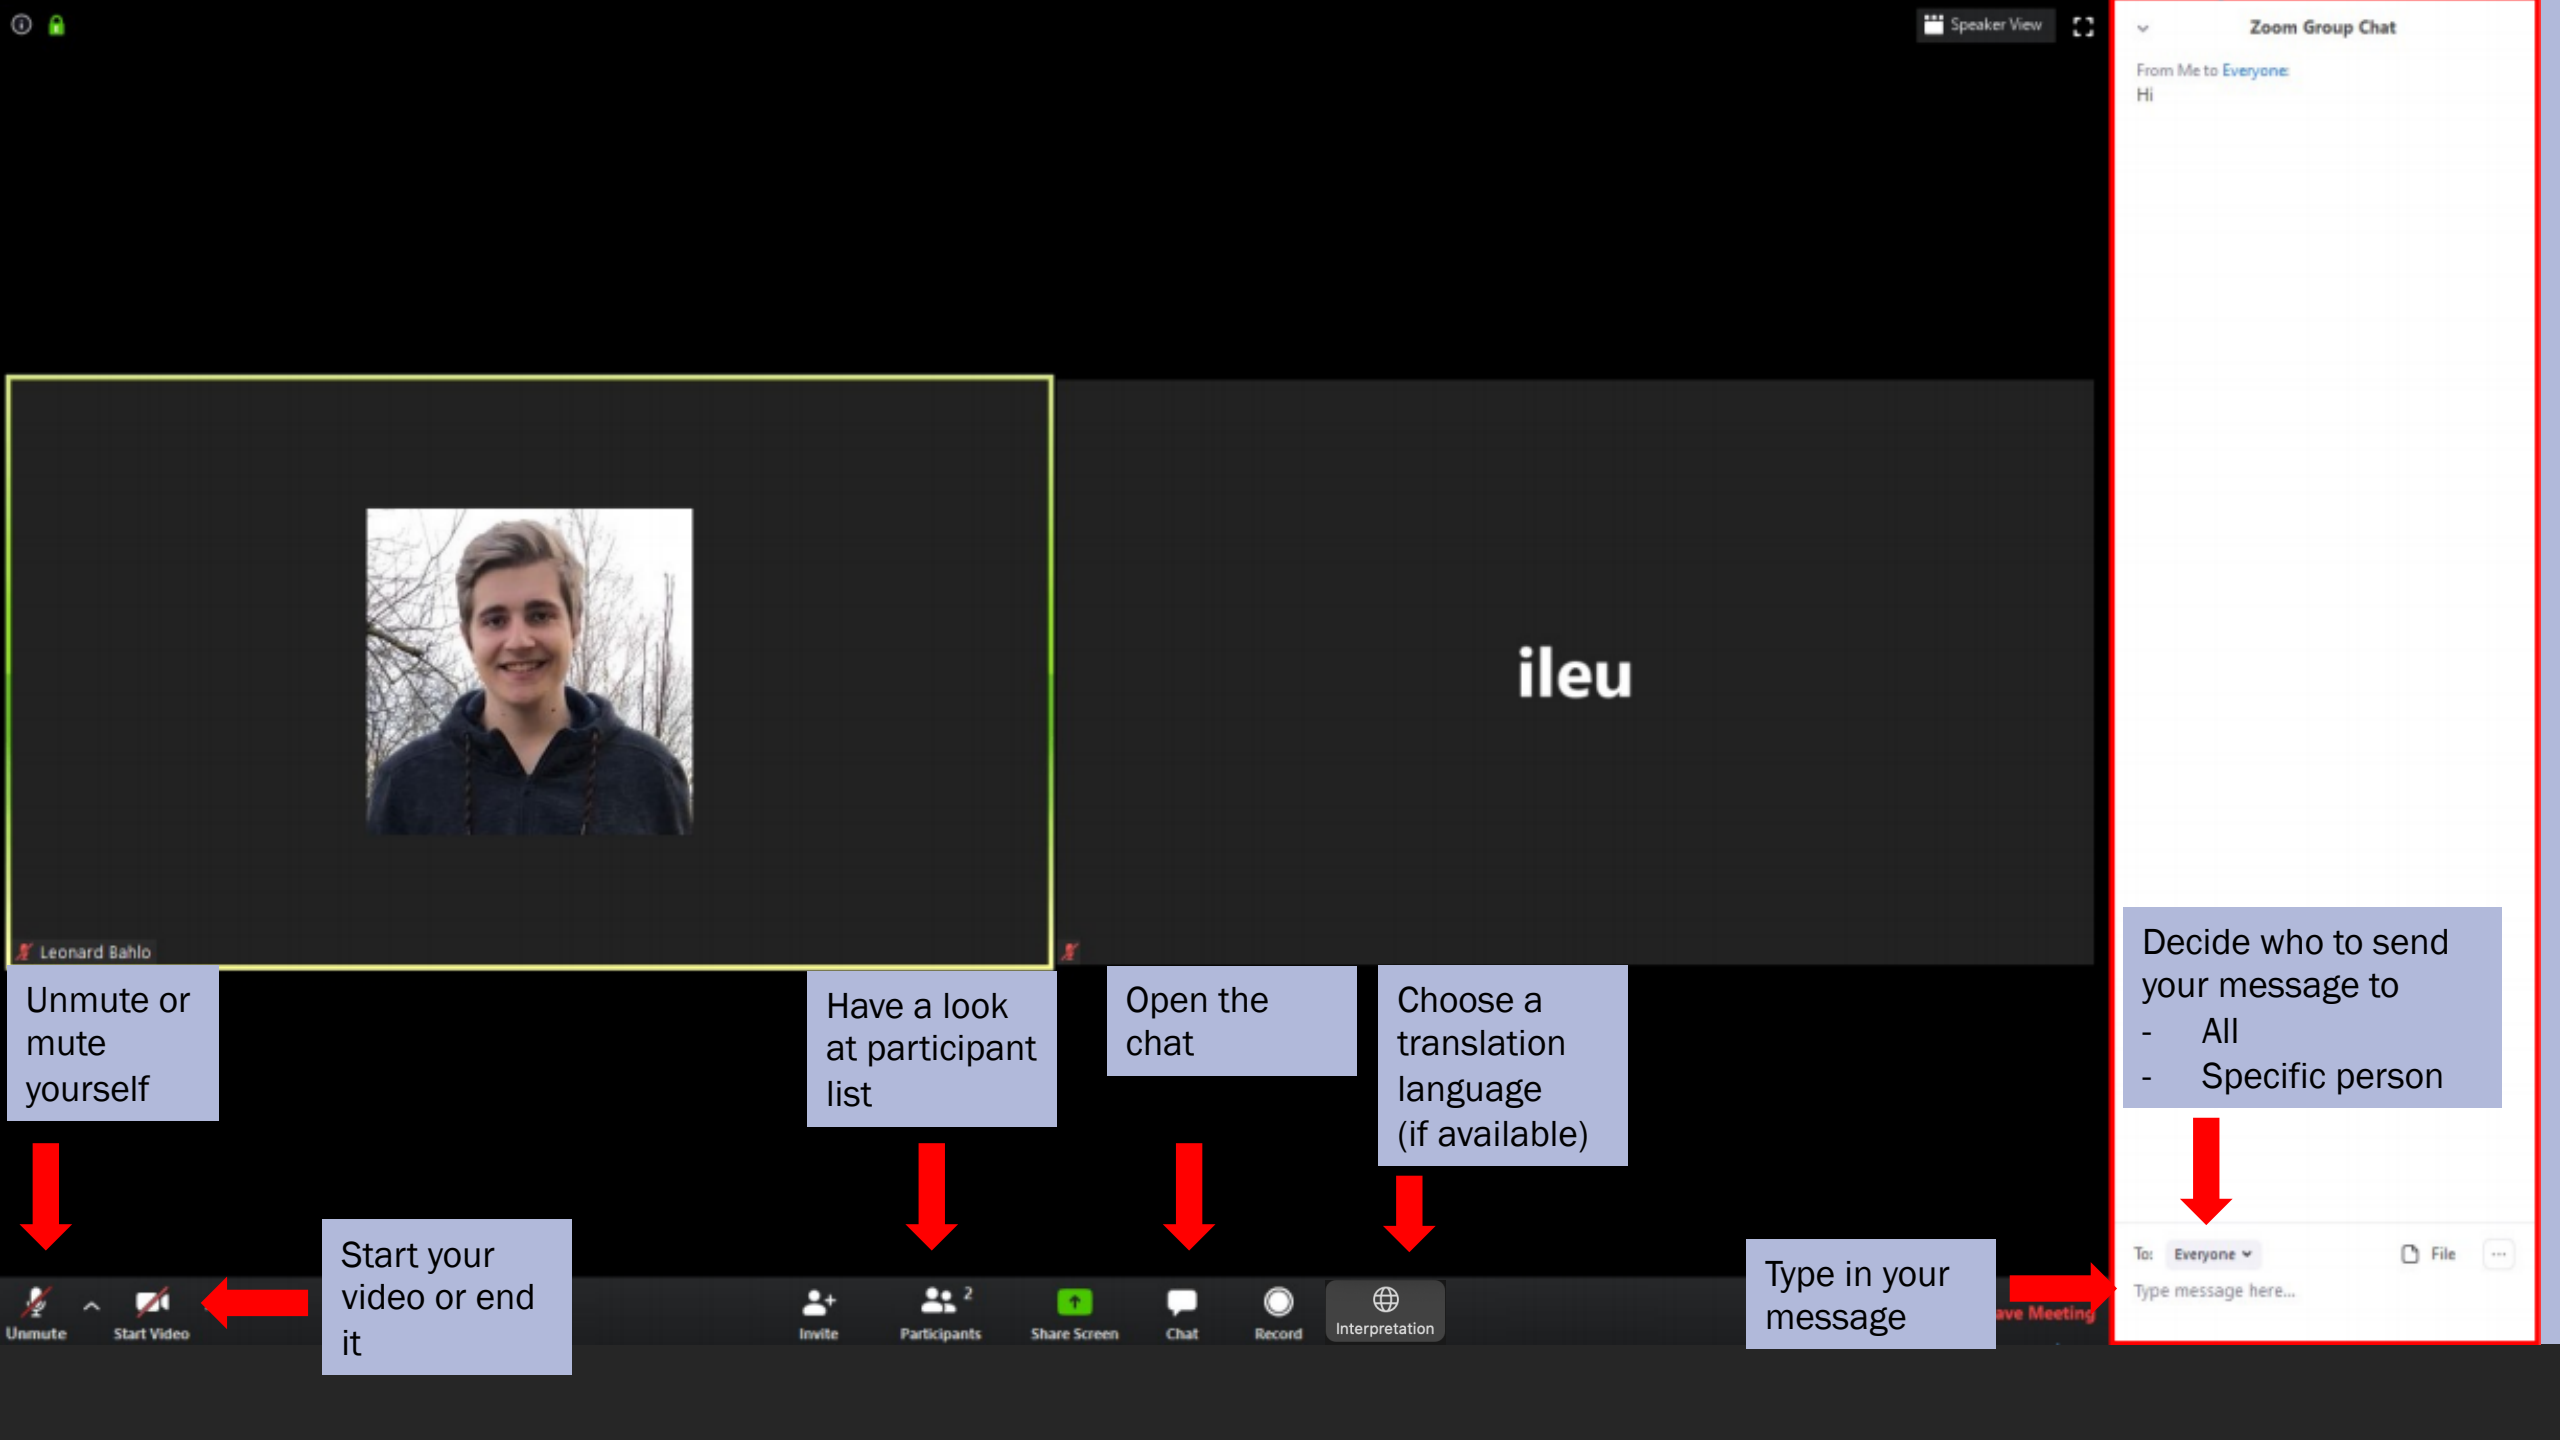 Speaker View
Zoom Group Chat
From Me to Everyone:
Hi
ileu
Leonard Bahlo
Unmute or
mute
yourself
Have a look
at participant
list
Open the
chat
Choose a
translation
language
(if available)
Decide who to send
your message to
- All
- Specific person
Start your
video or end
it
Type in your
message
To: Everyone
File
Type message here...
Unmute
Start Video
Invite
2
Participants
Share Screen
Chat
Record
Interpretation
ave Meeting